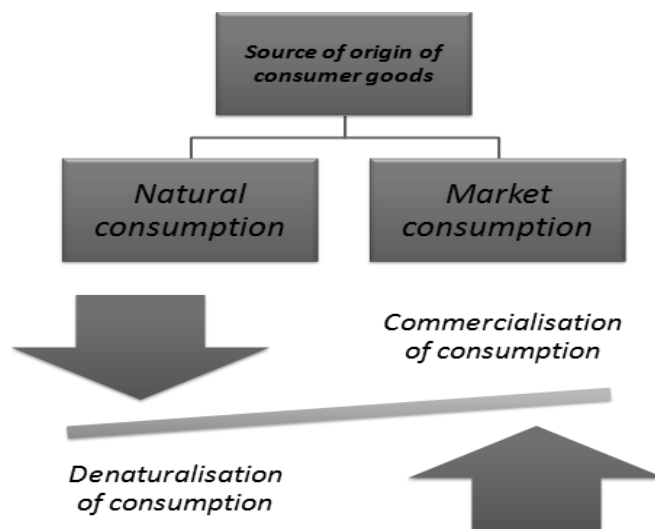 Source of origin of
consumer goods
Natural
consumption
Market
consumption
Commercialisation
of consumption
Denaturalisation
of consumption